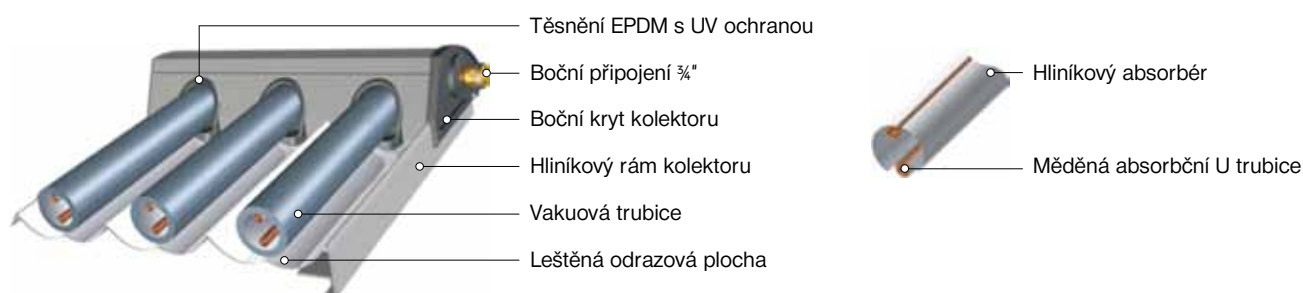 Těsnění EPDM s UV ochranou
Boční připojení ¾"
Boční kryt kolektoru
Hliníkový rám kolektoru
Vakuová trubice
Leštěná odrazová plocha
Hliníkový absorbér
Měděná absorbční U trubice